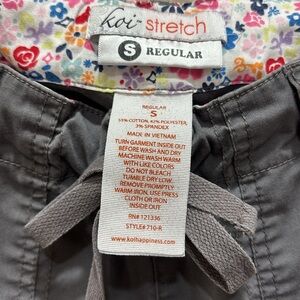 koi stretch
S REGULAR
REGULAR
S
55% COTTON, 42% POLYESTER,
3% SPANDEX
MADE IN VIETNAM
TURN GARMENT INSIDE OUT
BEFORE WASH AND DRY
MACHINE WASH WARM
WITH LIKE COLORS
DO NOT BLEACH
TUMBLE DRY LOW
REMOVE PROMPTLY
WARM IRON, USE PRESS
CLOTH OR IRON
INSIDE OUT
RN# 121336
STYLE# 710-R
www.koihappiness.com